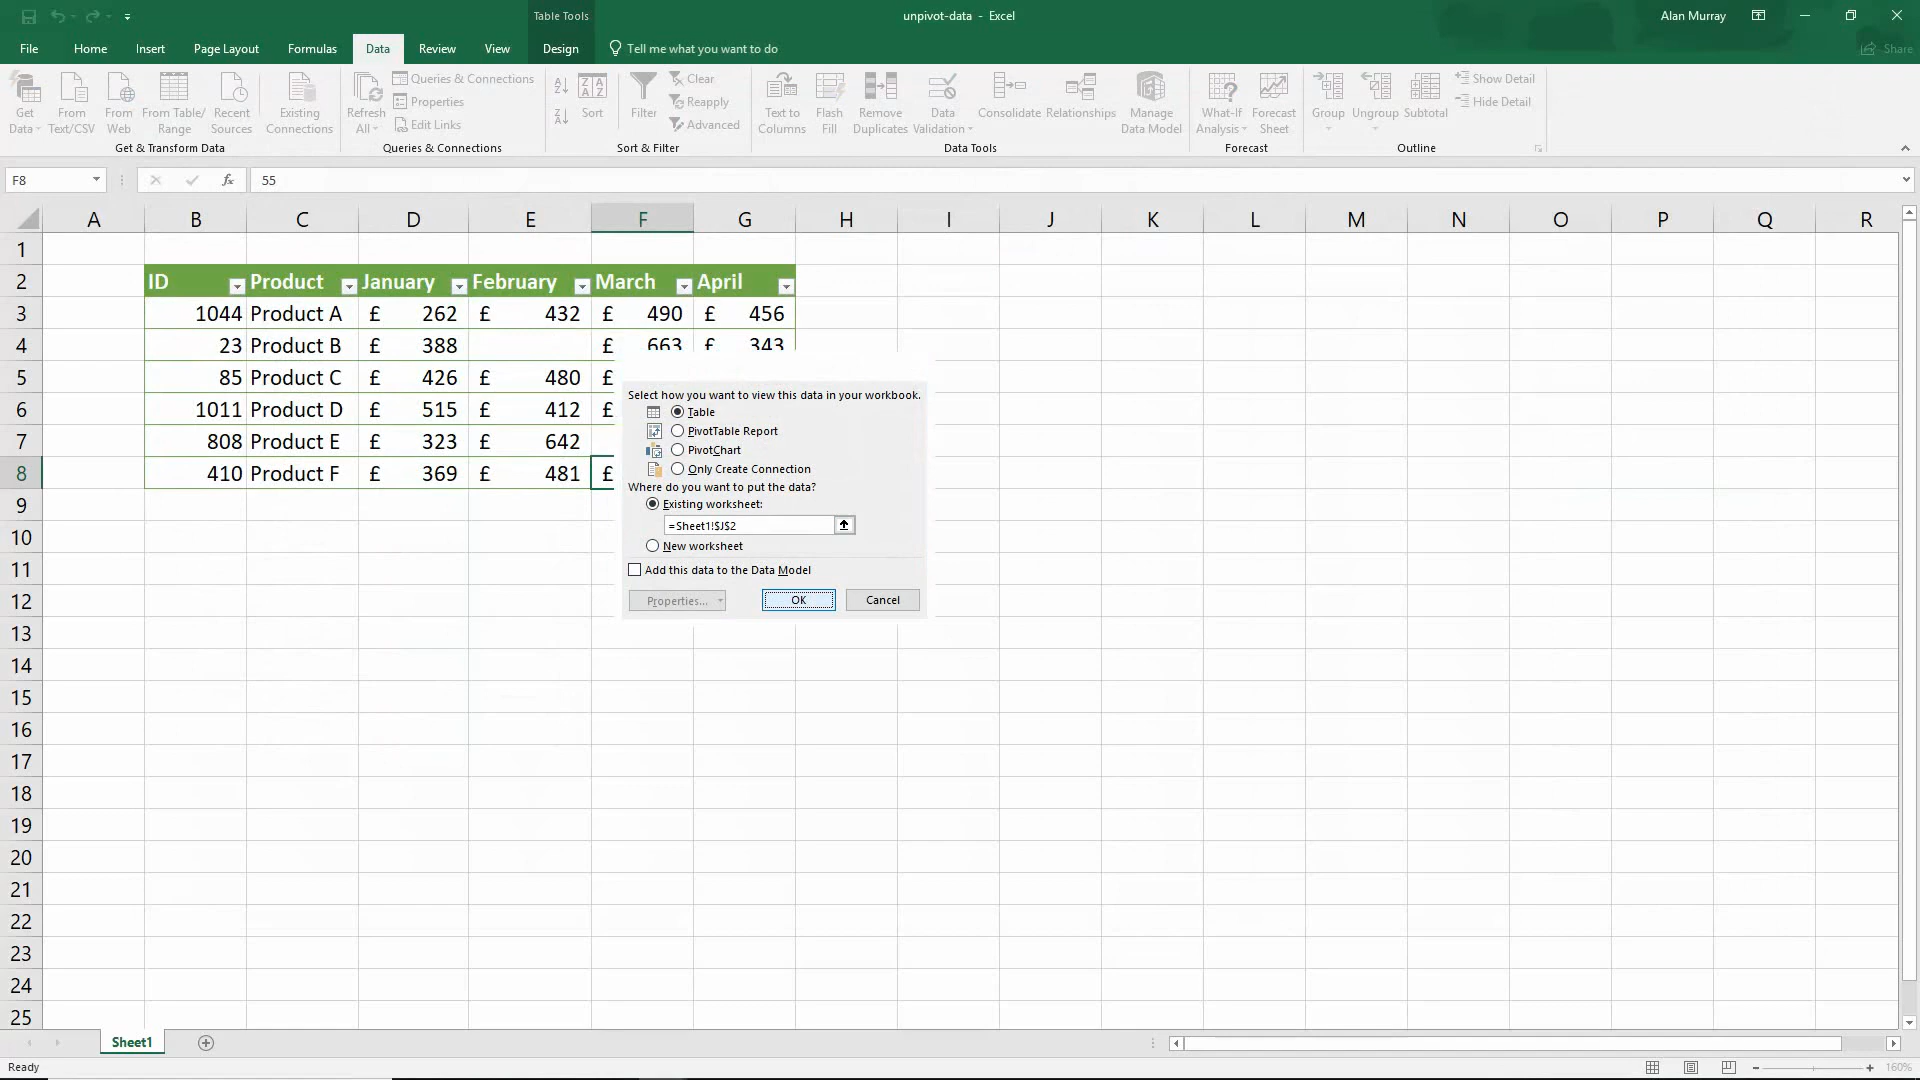 Table Tools
unpivot-data - Excel
Alan Murray
File Home Insert Page Layout Formulas Data Review View Design Tell me what you want to do Share
Get Data
From Text/CSV
From Web
From Table/ Range
Recent Sources
Existing Connections
Get & Transform Data
Refresh All
Queries & Connections
Properties
Edit Links
Queries & Connections
Sort
Filter
Clear
Reapply
Advanced
Sort & Filter
Text to Columns
Flash Fill
Remove Duplicates
Data Validation
Consolidate
Relationships
Manage Data Model
Data Tools
What-If Analysis
Forecast Sheet
Forecast
Group
Ungroup
Subtotal
Show Detail
Hide Detail
Outline
F8 fx 55
A B C D E F G H I J K L M N O P Q R
1
2 ID Product January February March April
3 1044 Product A £ 262 £ 432 £ 490 £ 456
4 23 Product B £ 388 £ 663 £ 343
5 85 Product C £ 426 £ 480 £
6 1011 Product D £ 515 £ 412 £
7 808 Product E £ 323 £ 642
8 410 Product F £ 369 £ 481 £
9
10
11
12
13
14
15
16
17
18
19
20
21
22
23
24
25
Select how you want to view this data in your workbook.
Table
PivotTable Report
PivotChart
Only Create Connection
Where do you want to put the data?
Existing worksheet:
=Sheet1!$J$2
New worksheet
Add this data to the Data Model
Properties... OK Cancel
Sheet1
Ready
160%